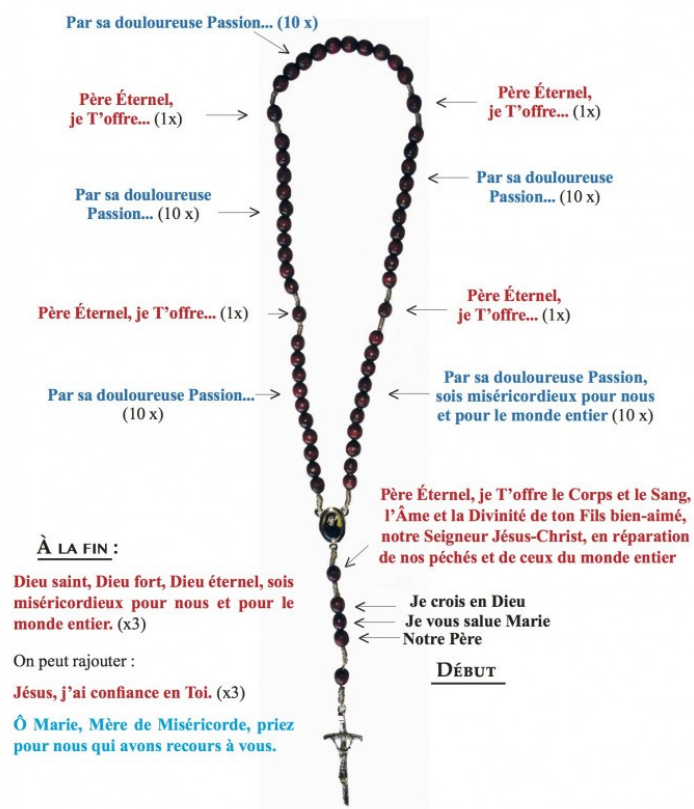 Par sa douloureuse Passion... (10 x)
Père Éternel,
je T'offre... (1x)
Père Éternel,
je T'offre... (1x)
Par sa douloureuse
Passion... (10 x)
Par sa douloureuse
Passion... (10 x)
Père Éternel, je T'offre... (1x)
Père Éternel,
je T'offre... (1x)
Par sa douloureuse Passion...
(10 x)
Par sa douloureuse Passion,
sois miséricordieux pour nous
et pour le monde entier (10 x)
Père Éternel, je T'offre le Corps et le Sang,
l'Âme et la Divinité de ton Fils bien-aimé,
notre Seigneur Jésus-Christ, en réparation
de nos péchés et de ceux du monde entier
Je crois en Dieu
Je vous salue Marie
Notre Père
DÉBUT
À LA FIN :
Dieu saint, Dieu fort, Dieu éternel, sois
miséricordieux pour nous et pour le
monde entier. (x3)
On peut rajouter :
Jésus, j'ai confiance en Toi. (x3)
Ô Marie, Mère de Miséricorde, priez
pour nous qui avons recours à vous.